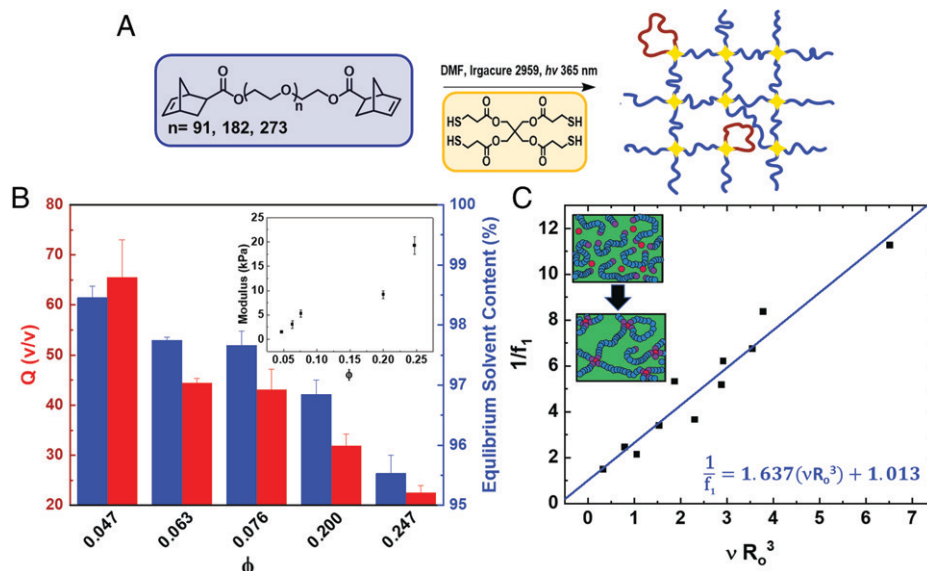 A
O
O
O
n
O
O
n= 91, 182, 273
DMF, Irgacure 2959, hv 365 nm
O
O
HS
O
O
SH
HS
O
O
SH
O
O
B
Q (v/v)
80
70
60
50
40
30
20
0.047
0.063
0.076
0.200
0.247
ϕ
Equlibrium Solvent Content (%)
100
99
98
97
96
95
Modulus (kPa)
25
20
15
10
5
0
0.05
0.10
0.15
0.20
0.25
ϕ
C
1/f₁
12
10
8
6
4
2
0
0
1
2
3
4
5
6
7
ν Rₒ³
1/f₁ = 1.637(νRₒ³) + 1.013